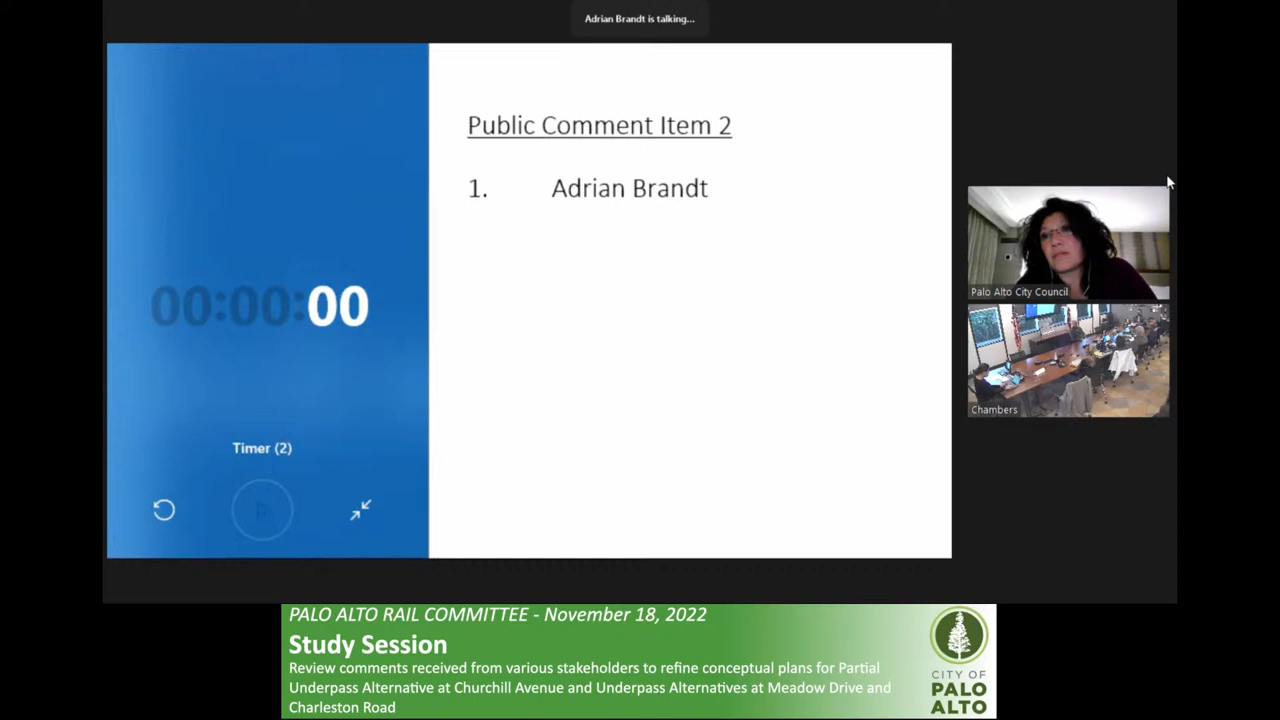 Adrian Brandt is talking...
Public Comment Item 2
1. Adrian Brandt
00:00:00
Timer (2)
Palo Alto City Council
Chambers
PALO ALTO RAIL COMMITTEE - November 18, 2022
Study Session
Review comments received from various stakeholders to refine conceptual plans for Partial
Underpass Alternative at Churchill Avenue and Underpass Alternatives at Meadow Drive and
Charleston Road
CITY OF
PALO
ALTO